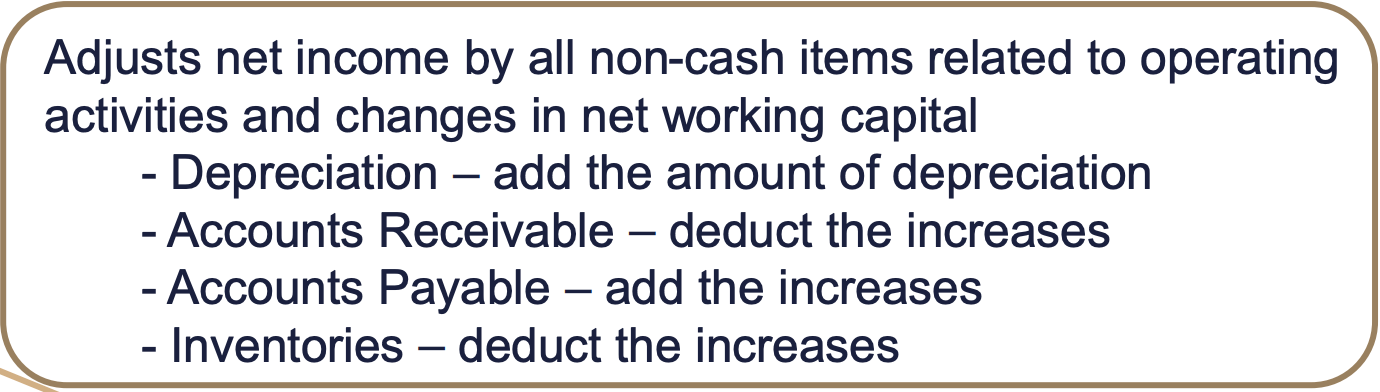 Adjusts net income by all non-cash items related to operating
activities and changes in net working capital
- Depreciation – add the amount of depreciation
- Accounts Receivable – deduct the increases
- Accounts Payable – add the increases
- Inventories – deduct the increases